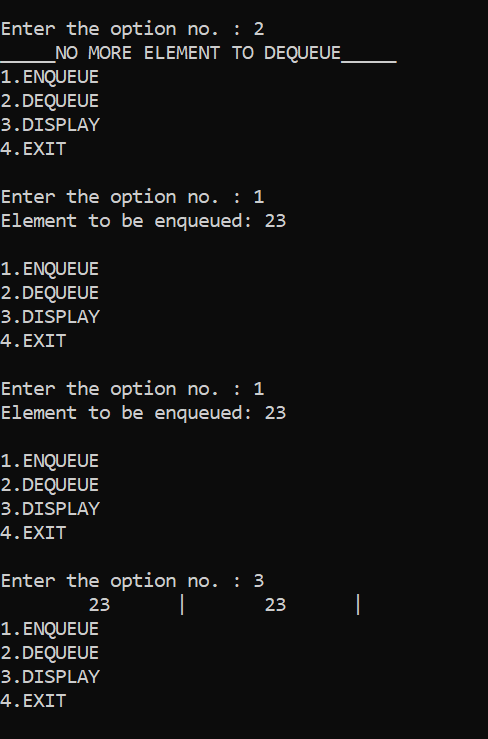 Enter the option no. : 2
_____NO MORE ELEMENT TO DEQUEUE_____
1.ENQUEUE
2.DEQUEUE
3.DISPLAY
4.EXIT
Enter the option no. : 1
Element to be enqueued: 23
1.ENQUEUE
2.DEQUEUE
3.DISPLAY
4.EXIT
Enter the option no. : 1
Element to be enqueued: 23
1.ENQUEUE
2.DEQUEUE
3.DISPLAY
4.EXIT
Enter the option no. : 3
        23      |       23      |
1.ENQUEUE
2.DEQUEUE
3.DISPLAY
4.EXIT